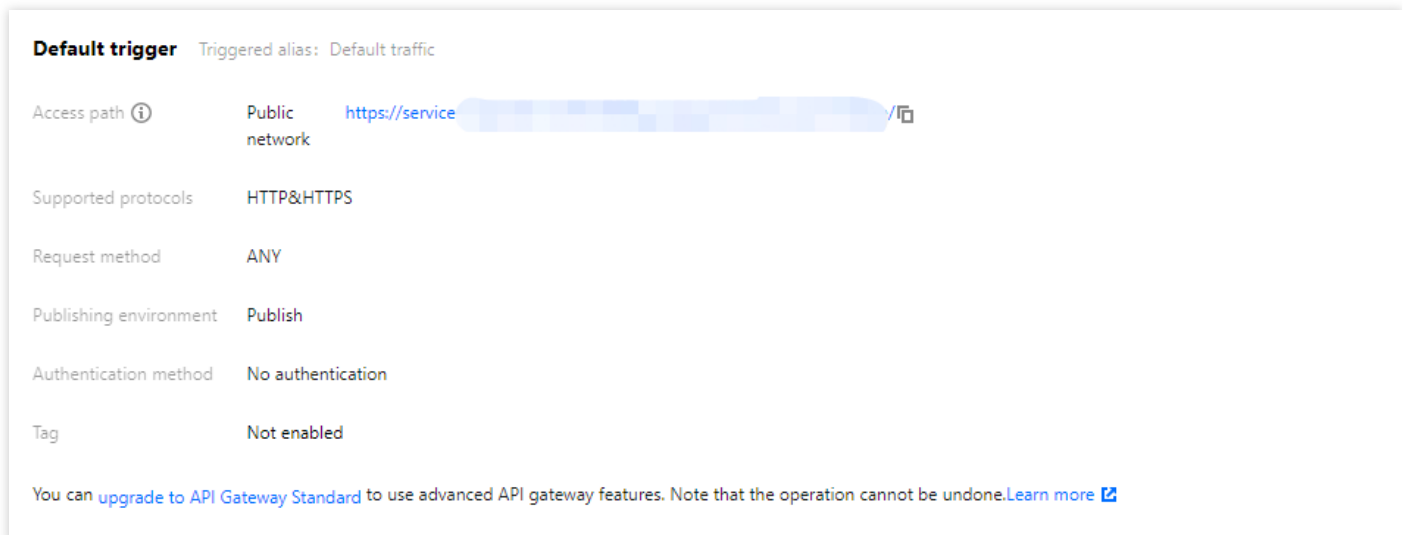 Default trigger Triggered alias: Default traffic
Access path Public https://service /
network
Supported protocols HTTP&HTTPS
Request method ANY
Publishing environment Publish
Authentication method No authentication
Tag Not enabled
You can upgrade to API Gateway Standard to use advanced API gateway features. Note that the operation cannot be undone.Learn more